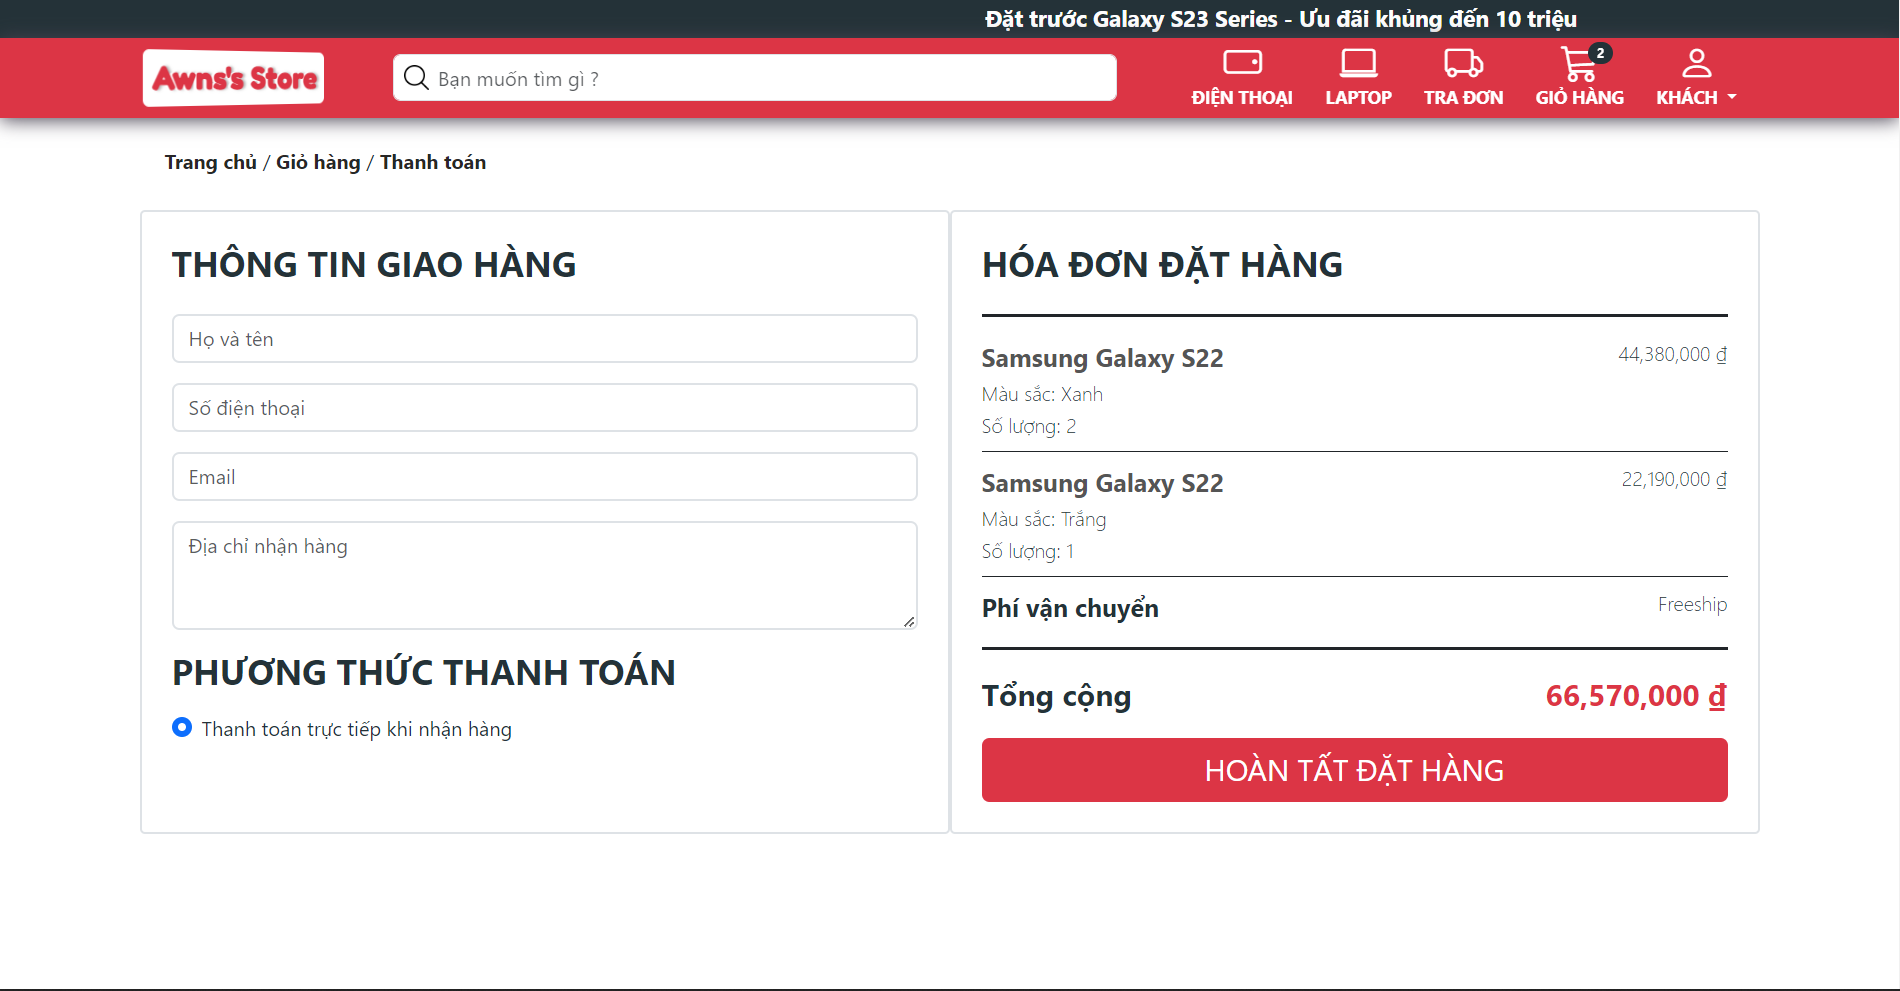 Đặt trước Galaxy S23 Series - Ưu đãi khủng đến 10 triệu
Awns's Store
Bạn muốn tìm gì ?
ĐIỆN THOẠI
LAPTOP
TRA ĐƠN
2
GIỎ HÀNG
KHÁCH
Trang chủ / Giỏ hàng / Thanh toán
THÔNG TIN GIAO HÀNG
Họ và tên
Số điện thoại
Email
Địa chỉ nhận hàng
PHƯƠNG THỨC THANH TOÁN
Thanh toán trực tiếp khi nhận hàng
HÓA ĐƠN ĐẶT HÀNG
Samsung Galaxy S22 44,380,000 ₫
Màu sắc: Xanh
Số lượng: 2
Samsung Galaxy S22 22,190,000 ₫
Màu sắc: Trắng
Số lượng: 1
Phí vận chuyển Freeship
Tổng cộng 66,570,000 ₫
HOÀN TẤT ĐẶT HÀNG